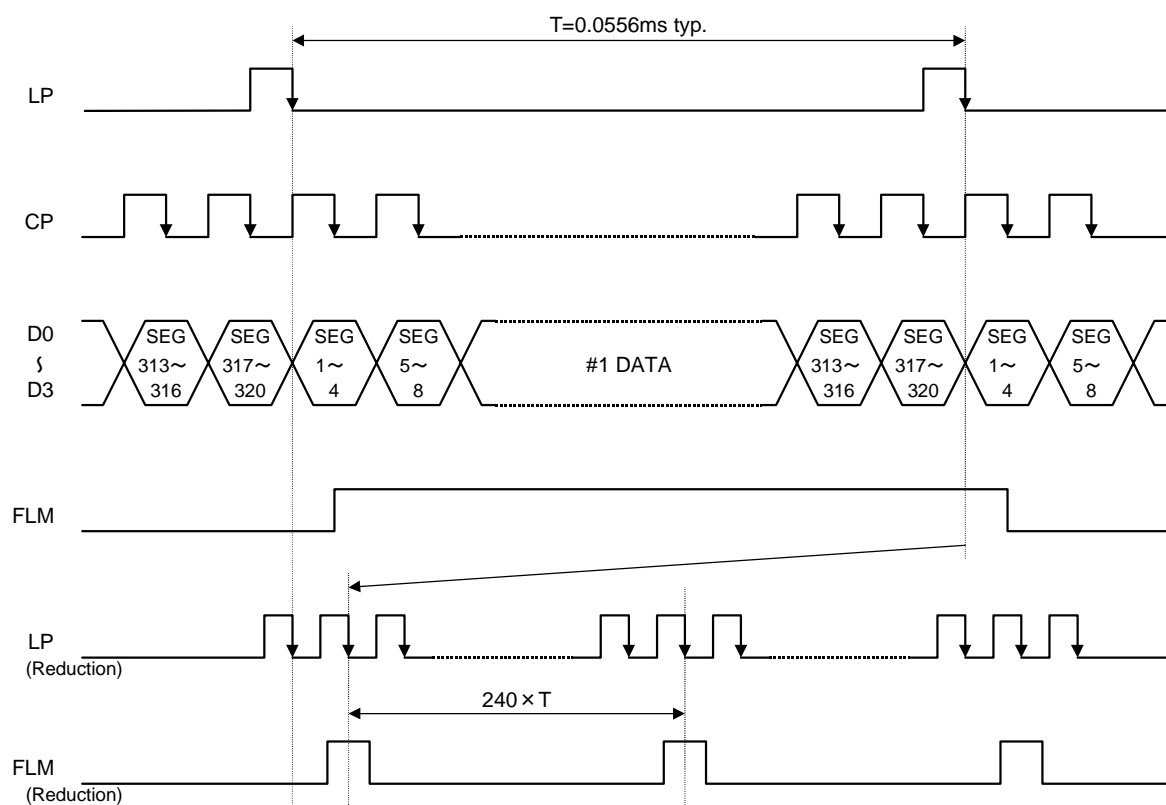 T=0.0556ms typ.
LP
CP
D0
~
D3
SEG
313~
316
SEG
317~
320
SEG
1~
4
SEG
5~
8
#1 DATA
SEG
313~
316
SEG
317~
320
SEG
1~
4
SEG
5~
8
FLM
LP
(Reduction)
240×T
FLM
(Reduction)